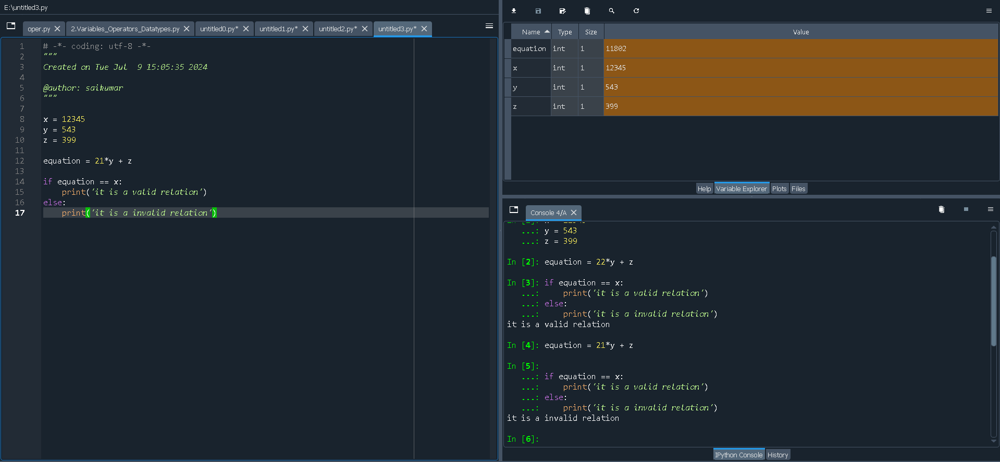 E:\untitled3.py
oper.py
2.Variables_Operators_Datatypes.py
untitled0.py*
untitled1.py*
untitled2.py*
untitled3.py*
1 # -*- coding: utf-8 -*-
2 """
3 Created on Tue Jul  9 15:05:35 2024
4
5 @author: saikumar
6 """
7
8 x = 12345
9 y = 543
10 z = 399
11
12 equation = 21*y + z
13
14 if equation == x:
15     print('it is a valid relation')
16 else:
17     print('it is a invalid relation')
Name Type Size Value
equation int 1 11802
x int 1 12345
y int 1 543
z int 1 399
Help Variable Explorer Plots Files
Console 4/A
...: y = 543
...: z = 399
In [2]: equation = 22*y + z
In [3]: if equation == x:
...:     print('it is a valid relation')
...: else:
...:     print('it is a invalid relation')
it is a valid relation
In [4]: equation = 21*y + z
In [5]:
...: if equation == x:
...:     print('it is a valid relation')
...: else:
...:     print('it is a invalid relation')
it is a invalid relation
In [6]:
IPython Console History